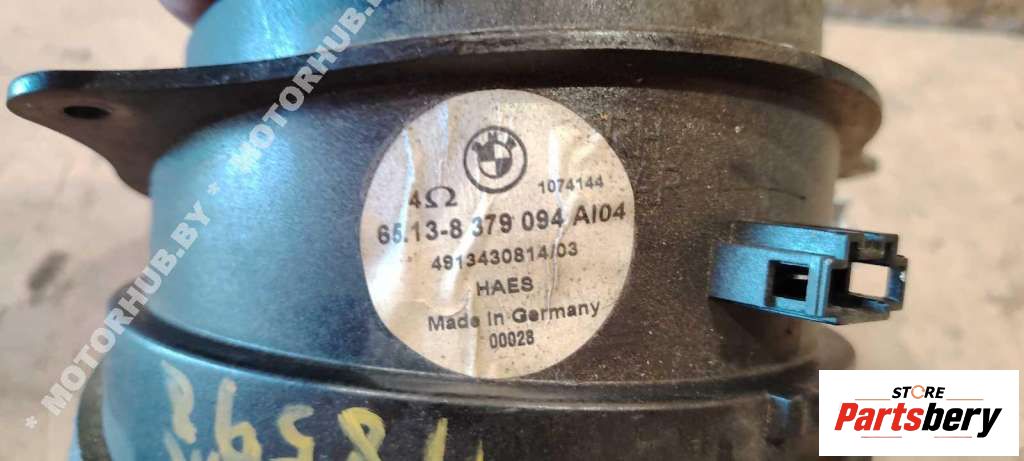 * MOTORHUB.BY * MOTORHUB.BY
BMW
4Ω
1074144
65.13-8 379 094 AI04
4913430814/03
HAES
Made in Germany
00028
STORE
Partsbery